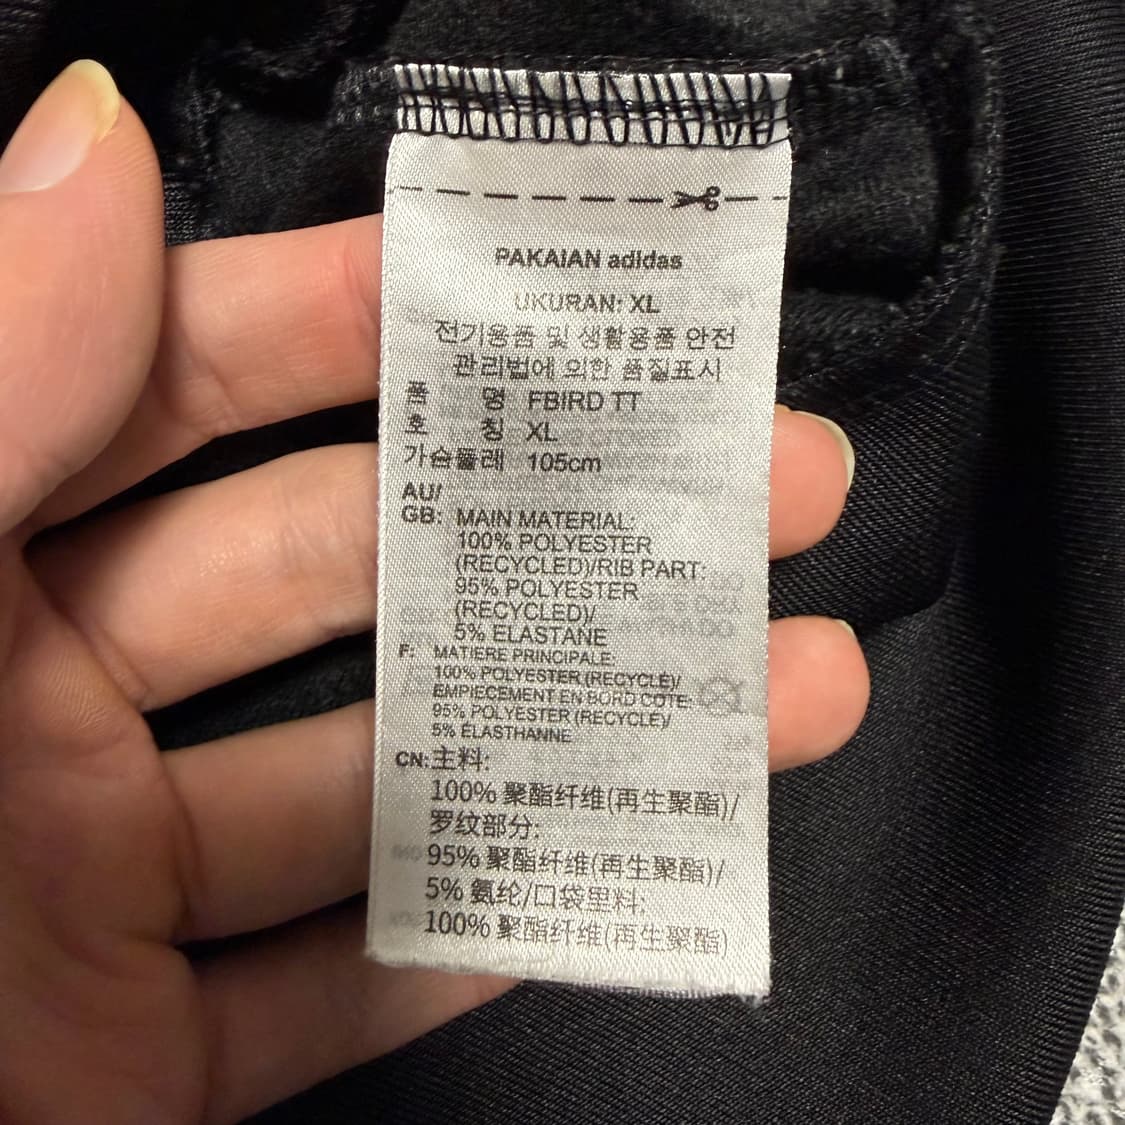 PAKAIAN adidas
UKURAN: XL
전기용품 및 생활용품 안전
관리법에 의한 품질표시
품 명 FBIRD TT
호 칭 XL
가슴둘레 105cm
AU/
GB: MAIN MATERIAL:
100% POLYESTER
(RECYCLED)/RIB PART:
95% POLYESTER
(RECYCLED)/
5% ELASTANE
F: MATIERE PRINCIPALE:
100% POLYESTER (RECYCLÉ)/
EMPIECEMENT EN BORD COTE:
95% POLYESTER (RECYCLÉ)/
5% ÉLASTHANNE
CN:主料:
100% 聚酯纤维(再生聚酯)/
罗纹部分:
95% 聚酯纤维(再生聚酯)/
5% 氨纶/口袋里料:
100% 聚酯纤维(再生聚酯)